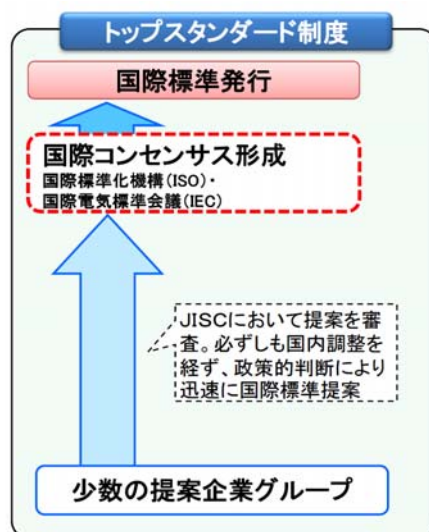 トップスタンダード制度
国際標準発行
国際コンセンサス形成
国際標準化機構(ISO)・
国際電気標準会議(IEC)
JISCにおいて提案を審
査。必ずしも国内調整を
経ず、政策的判断により
迅速に国際標準提案
少数の提案企業グループ